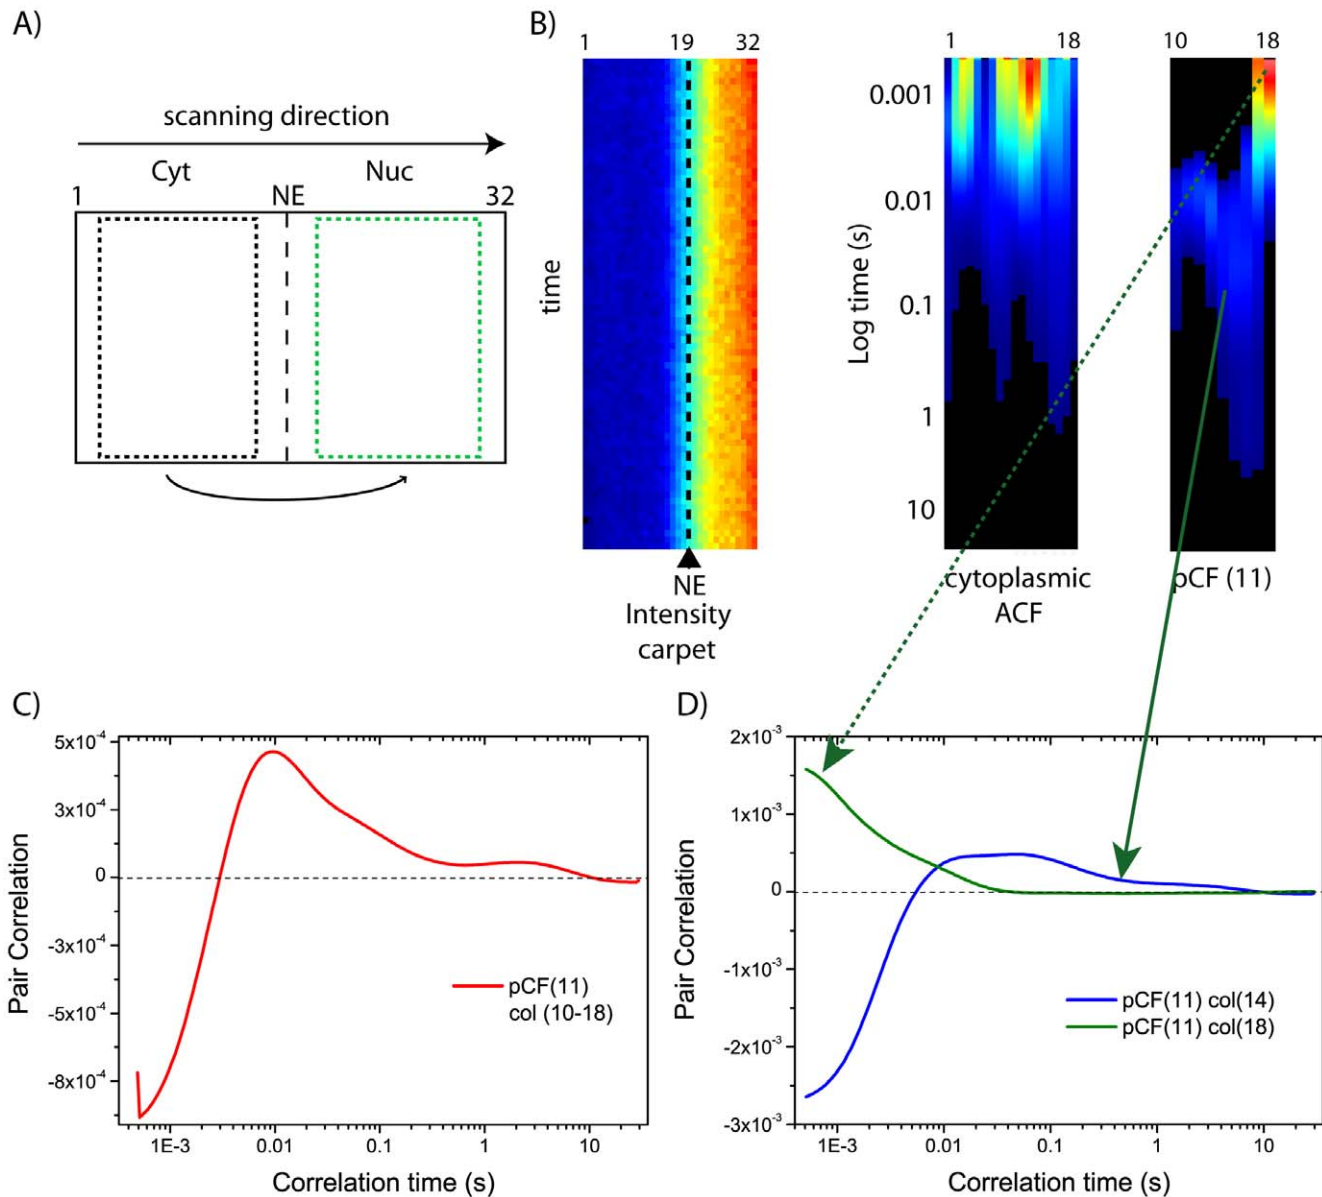 A)
scanning direction
Cyt
Nuc
1
NE
32
B)
1
19
32
time
NE
Intensity
carpet
1
18
0.001
0.01
0.1
1
10
Log time (s)
cytoplasmic
ACF
10
18
pCF (11)
C)
5x10⁻⁴
3x10⁻⁴
0
-3x10⁻⁴
-5x10⁻⁴
-8x10⁻⁴
Pair Correlation
pCF(11)
col (10-18)
1E-3
0.01
0.1
1
10
Correlation time (s)
D)
2x10⁻³
1x10⁻³
0
-1x10⁻³
-2x10⁻³
-3x10⁻³
Pair Correlation
pCF(11) col(14)
pCF(11) col(18)
1E-3
0.01
0.1
1
10
Correlation time (s)